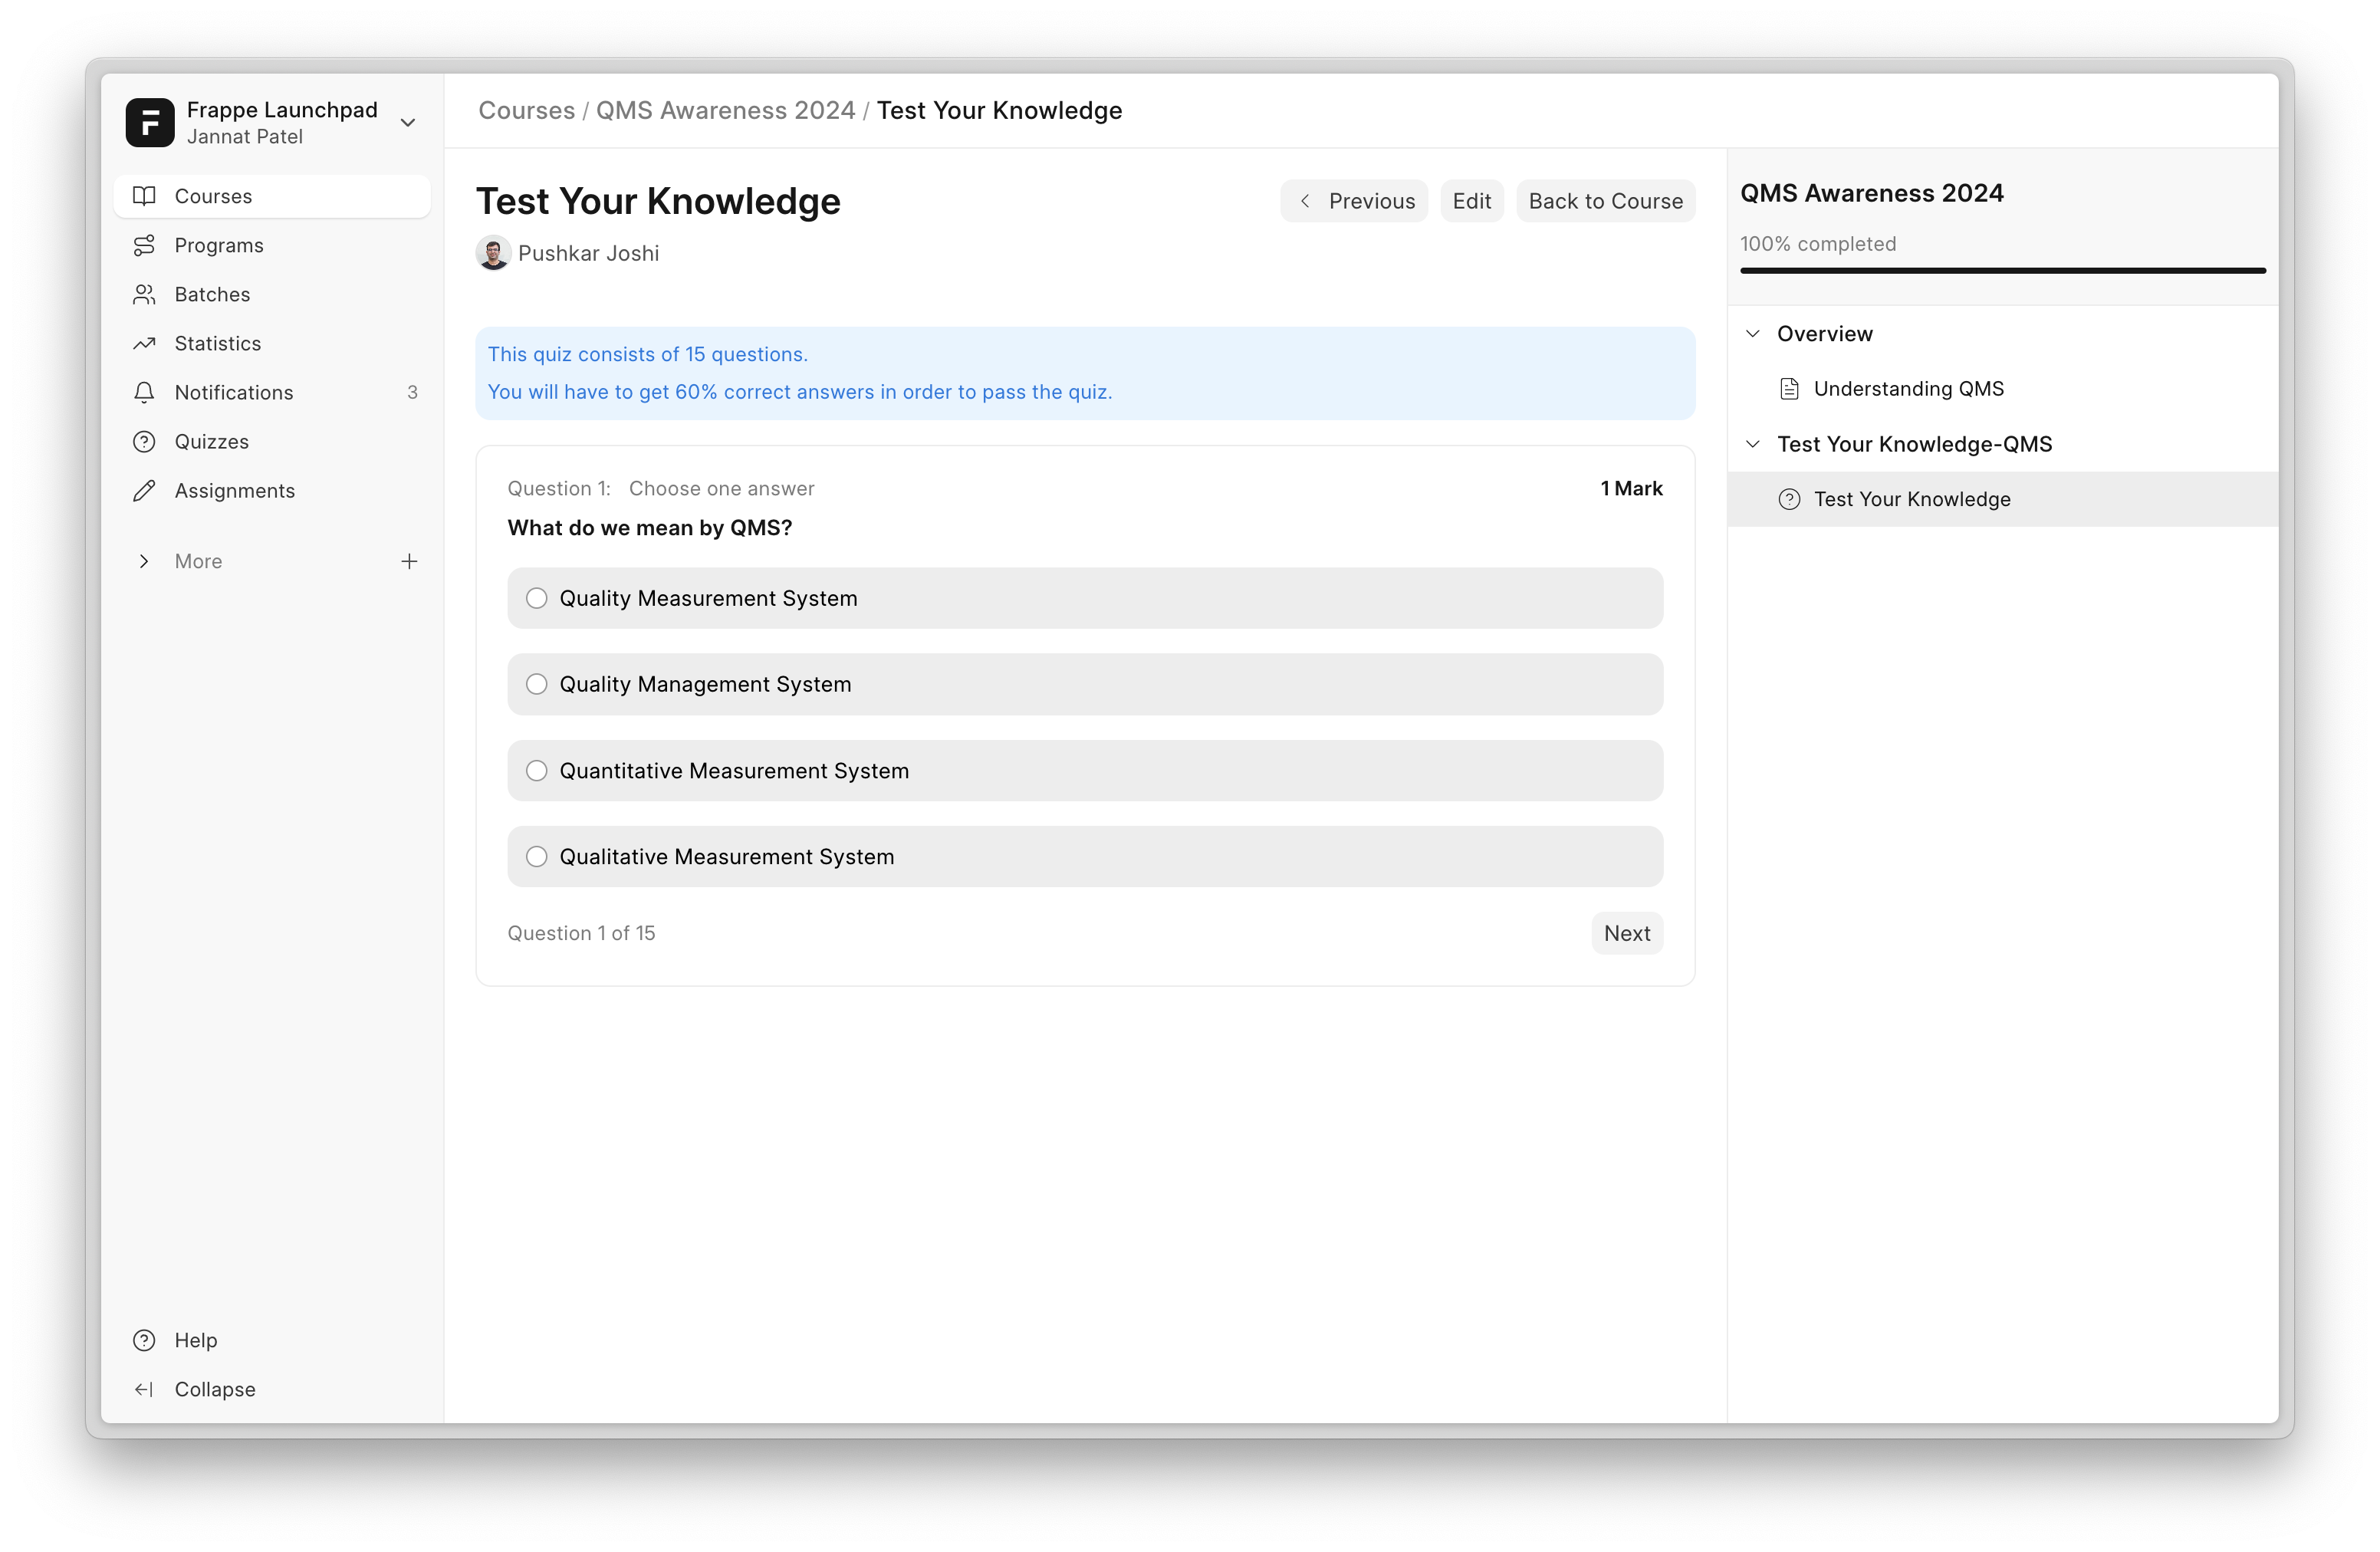 Frappe Launchpad
Jannat Patel
Courses
Programs
Batches
Statistics
Notifications 3
Quizzes
Assignments
More
Help
Collapse
Courses / QMS Awareness 2024 / Test Your Knowledge
Test Your Knowledge
Previous Edit Back to Course
Pushkar Joshi
This quiz consists of 15 questions.
You will have to get 60% correct answers in order to pass the quiz.
Question 1: Choose one answer 1 Mark
What do we mean by QMS?
Quality Measurement System
Quality Management System
Quantitative Measurement System
Qualitative Measurement System
Question 1 of 15 Next
QMS Awareness 2024
100% completed
Overview
Understanding QMS
Test Your Knowledge-QMS
Test Your Knowledge